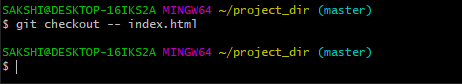 SAKSHI@DESKTOP-16IKS2A MINGW64 ~/project_dir (master)
$ git checkout -- index.html
SAKSHI@DESKTOP-16IKS2A MINGW64 ~/project_dir (master)
$